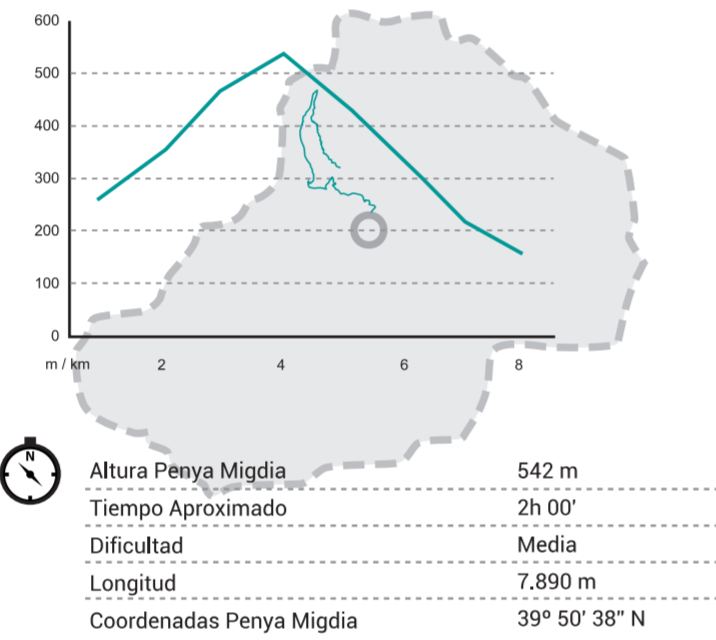 600
500
400
300
200
100
0
m / km 2 4 6 8
N
Altura Penya Migdia 542 m
Tiempo Aproximado 2h 00'
Dificultad Media
Longitud 7.890 m
Coordenadas Penya Migdia 39º 50' 38" N